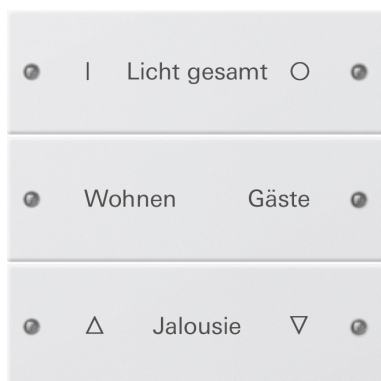 I Licht gesamt O
Wohnen Gäste
△ Jalousie ▽